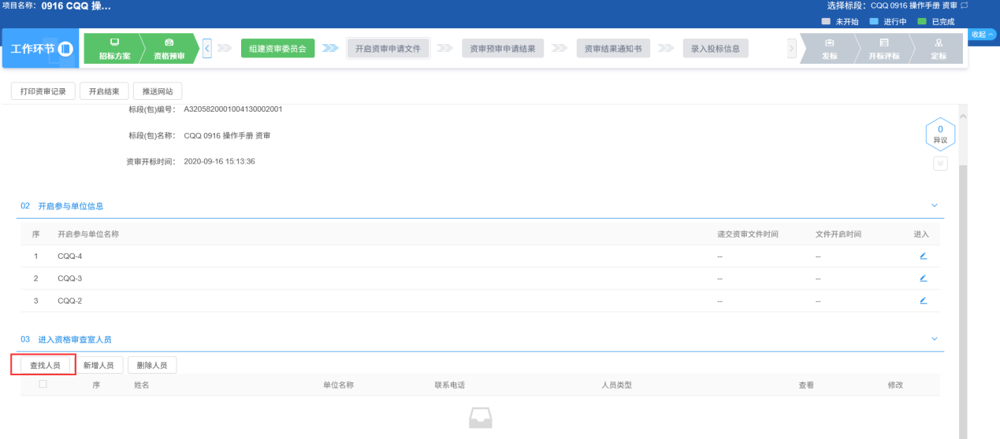 项目名称: 0916 CQQ 操... 选择标段: CQQ 0916 操作手册 资审
未开始 进行中 已完成
收起
工作环节 招标方案 资格预审 组建资审委员会 开启资审申请文件 资审预审申请结果 资审结果通知书 录入投标信息 发标 开标评标 定标
打印资审记录 开启结束 推送网站
标段(包)编号: A3205820001004130002001
标段(包)名称: CQQ 0916 操作手册 资审
资审开标时间: 2020-09-16 15:13:36
0
异议
02 开启参与单位信息
序 开启参与单位名称 递交资审文件时间 文件开启时间 进入
1 CQQ-4 -- --
2 CQQ-3 -- --
3 CQQ-2 -- --
03 进入资格审查室人员
查找人员 新增人员 删除人员
序 姓名 单位名称 联系电话 人员类型 查看 修改